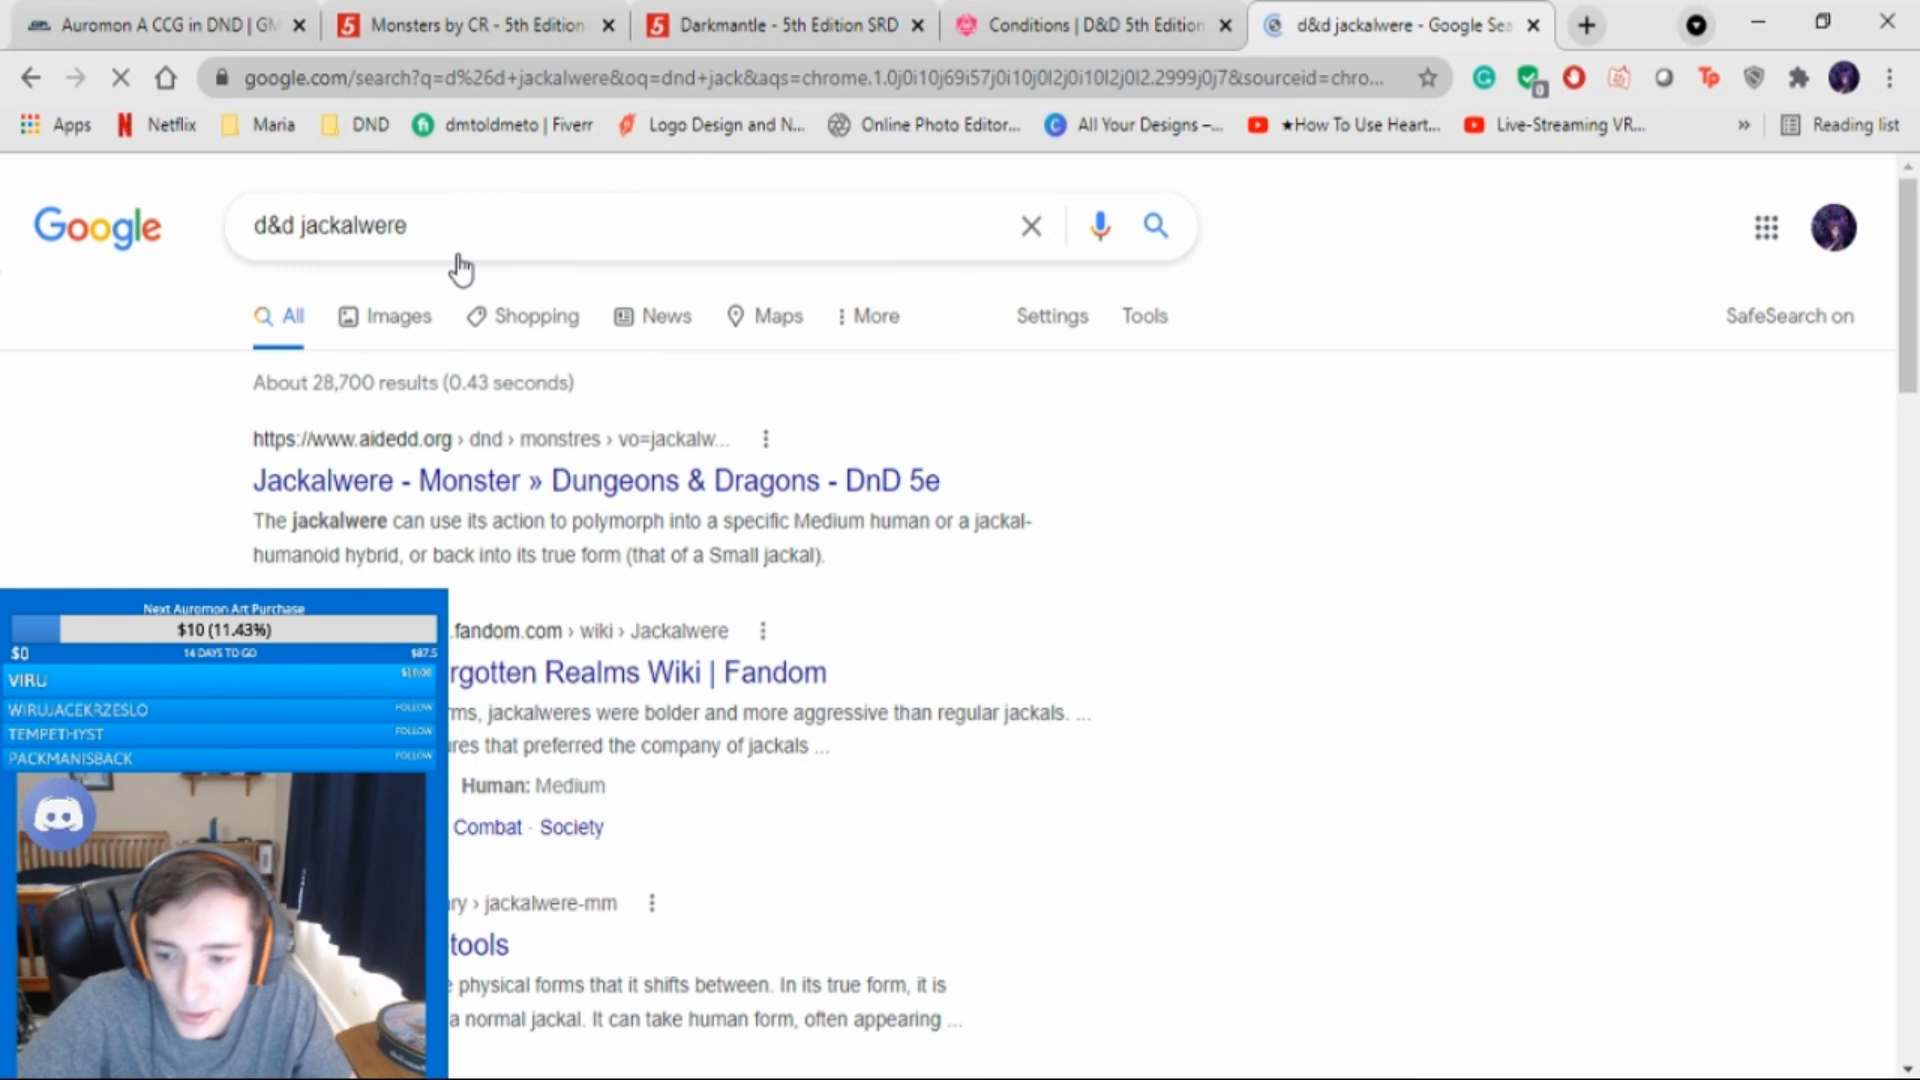 Auromon A CCG in DND | GM
Monsters by CR - 5th Edition
Darkmantle - 5th Edition SRD
Conditions | D&D 5th Edition
d&d jackalwere - Google Sea
google.com/search?q=d%26d+jackalwere&oq=dnd+jack&aqs=chrome.1.0j0i10j69i57j0i10j0l2j0i10l2j0l2.2999j0j7&sourceid=chro...
Apps
Netflix
Maria
DND
dmtoldmeto | Fiverr
Logo Design and N...
Online Photo Editor...
All Your Designs –...
★How To Use Heart...
Live-Streaming VR...
»
Reading list
Google
d&d jackalwere
All
Images
Shopping
News
Maps
More
Settings
Tools
SafeSearch on
About 28,700 results (0.43 seconds)
https://www.aidedd.org › dnd › monstres › vo=jackalw...
Jackalwere - Monster » Dungeons & Dragons - DnD 5e
The jackalwere can use its action to polymorph into a specific Medium human or a jackal-
humanoid hybrid, or back into its true form (that of a Small jackal).
.fandom.com › wiki › Jackalwere
rgotten Realms Wiki | Fandom
rms, jackalweres were bolder and more aggressive than regular jackals. ...
ures that preferred the company of jackals ...
Human: Medium
Combat · Society
ry › jackalwere-mm
tools
e physical forms that it shifts between. In its true form, it is
a normal jackal. It can take human form, often appearing ...
Next Auromon Art Purchase
$10 (11.43%)
$0
14 DAYS TO GO
$87.5
VIRU
$10.00
WIRUJACEKRZESLO
FOLLOW
TEMPETHYST
FOLLOW
PACKMANISBACK
FOLLOW